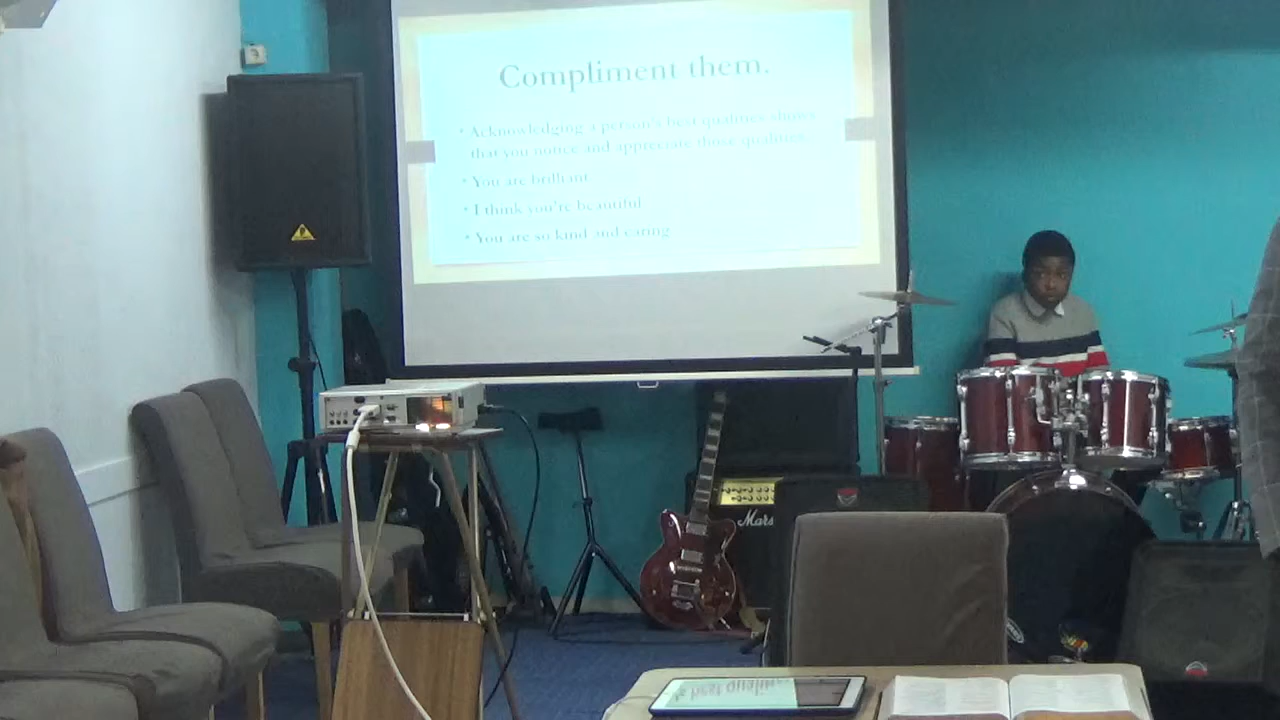 Compliment them.
• Acknowledging a person's best qualities shows
that you notice and appreciate those qualities.
• You are brilliant.
• I think you're beautiful
• You are so kind and caring
Mars